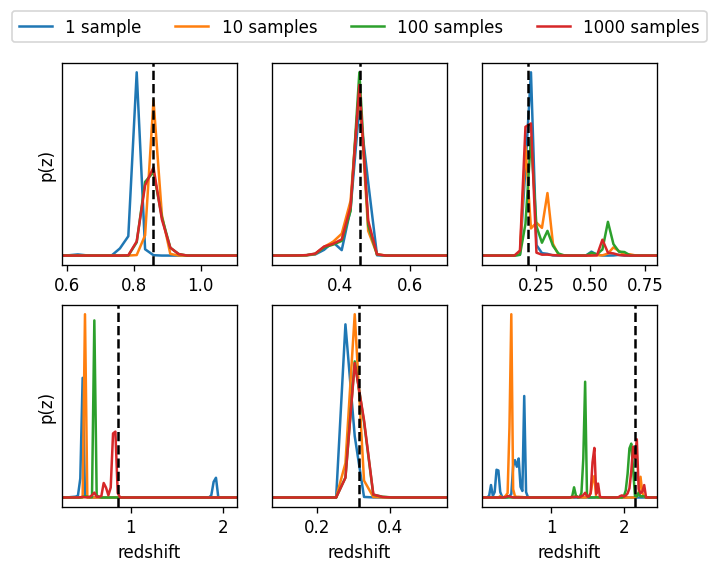 1 sample 10 samples 100 samples 1000 samples
p(z)
0.6 0.8 1.0 0.4 0.6 0.25 0.50 0.75
p(z)
1 2 0.2 0.4 1 2
redshift redshift redshift